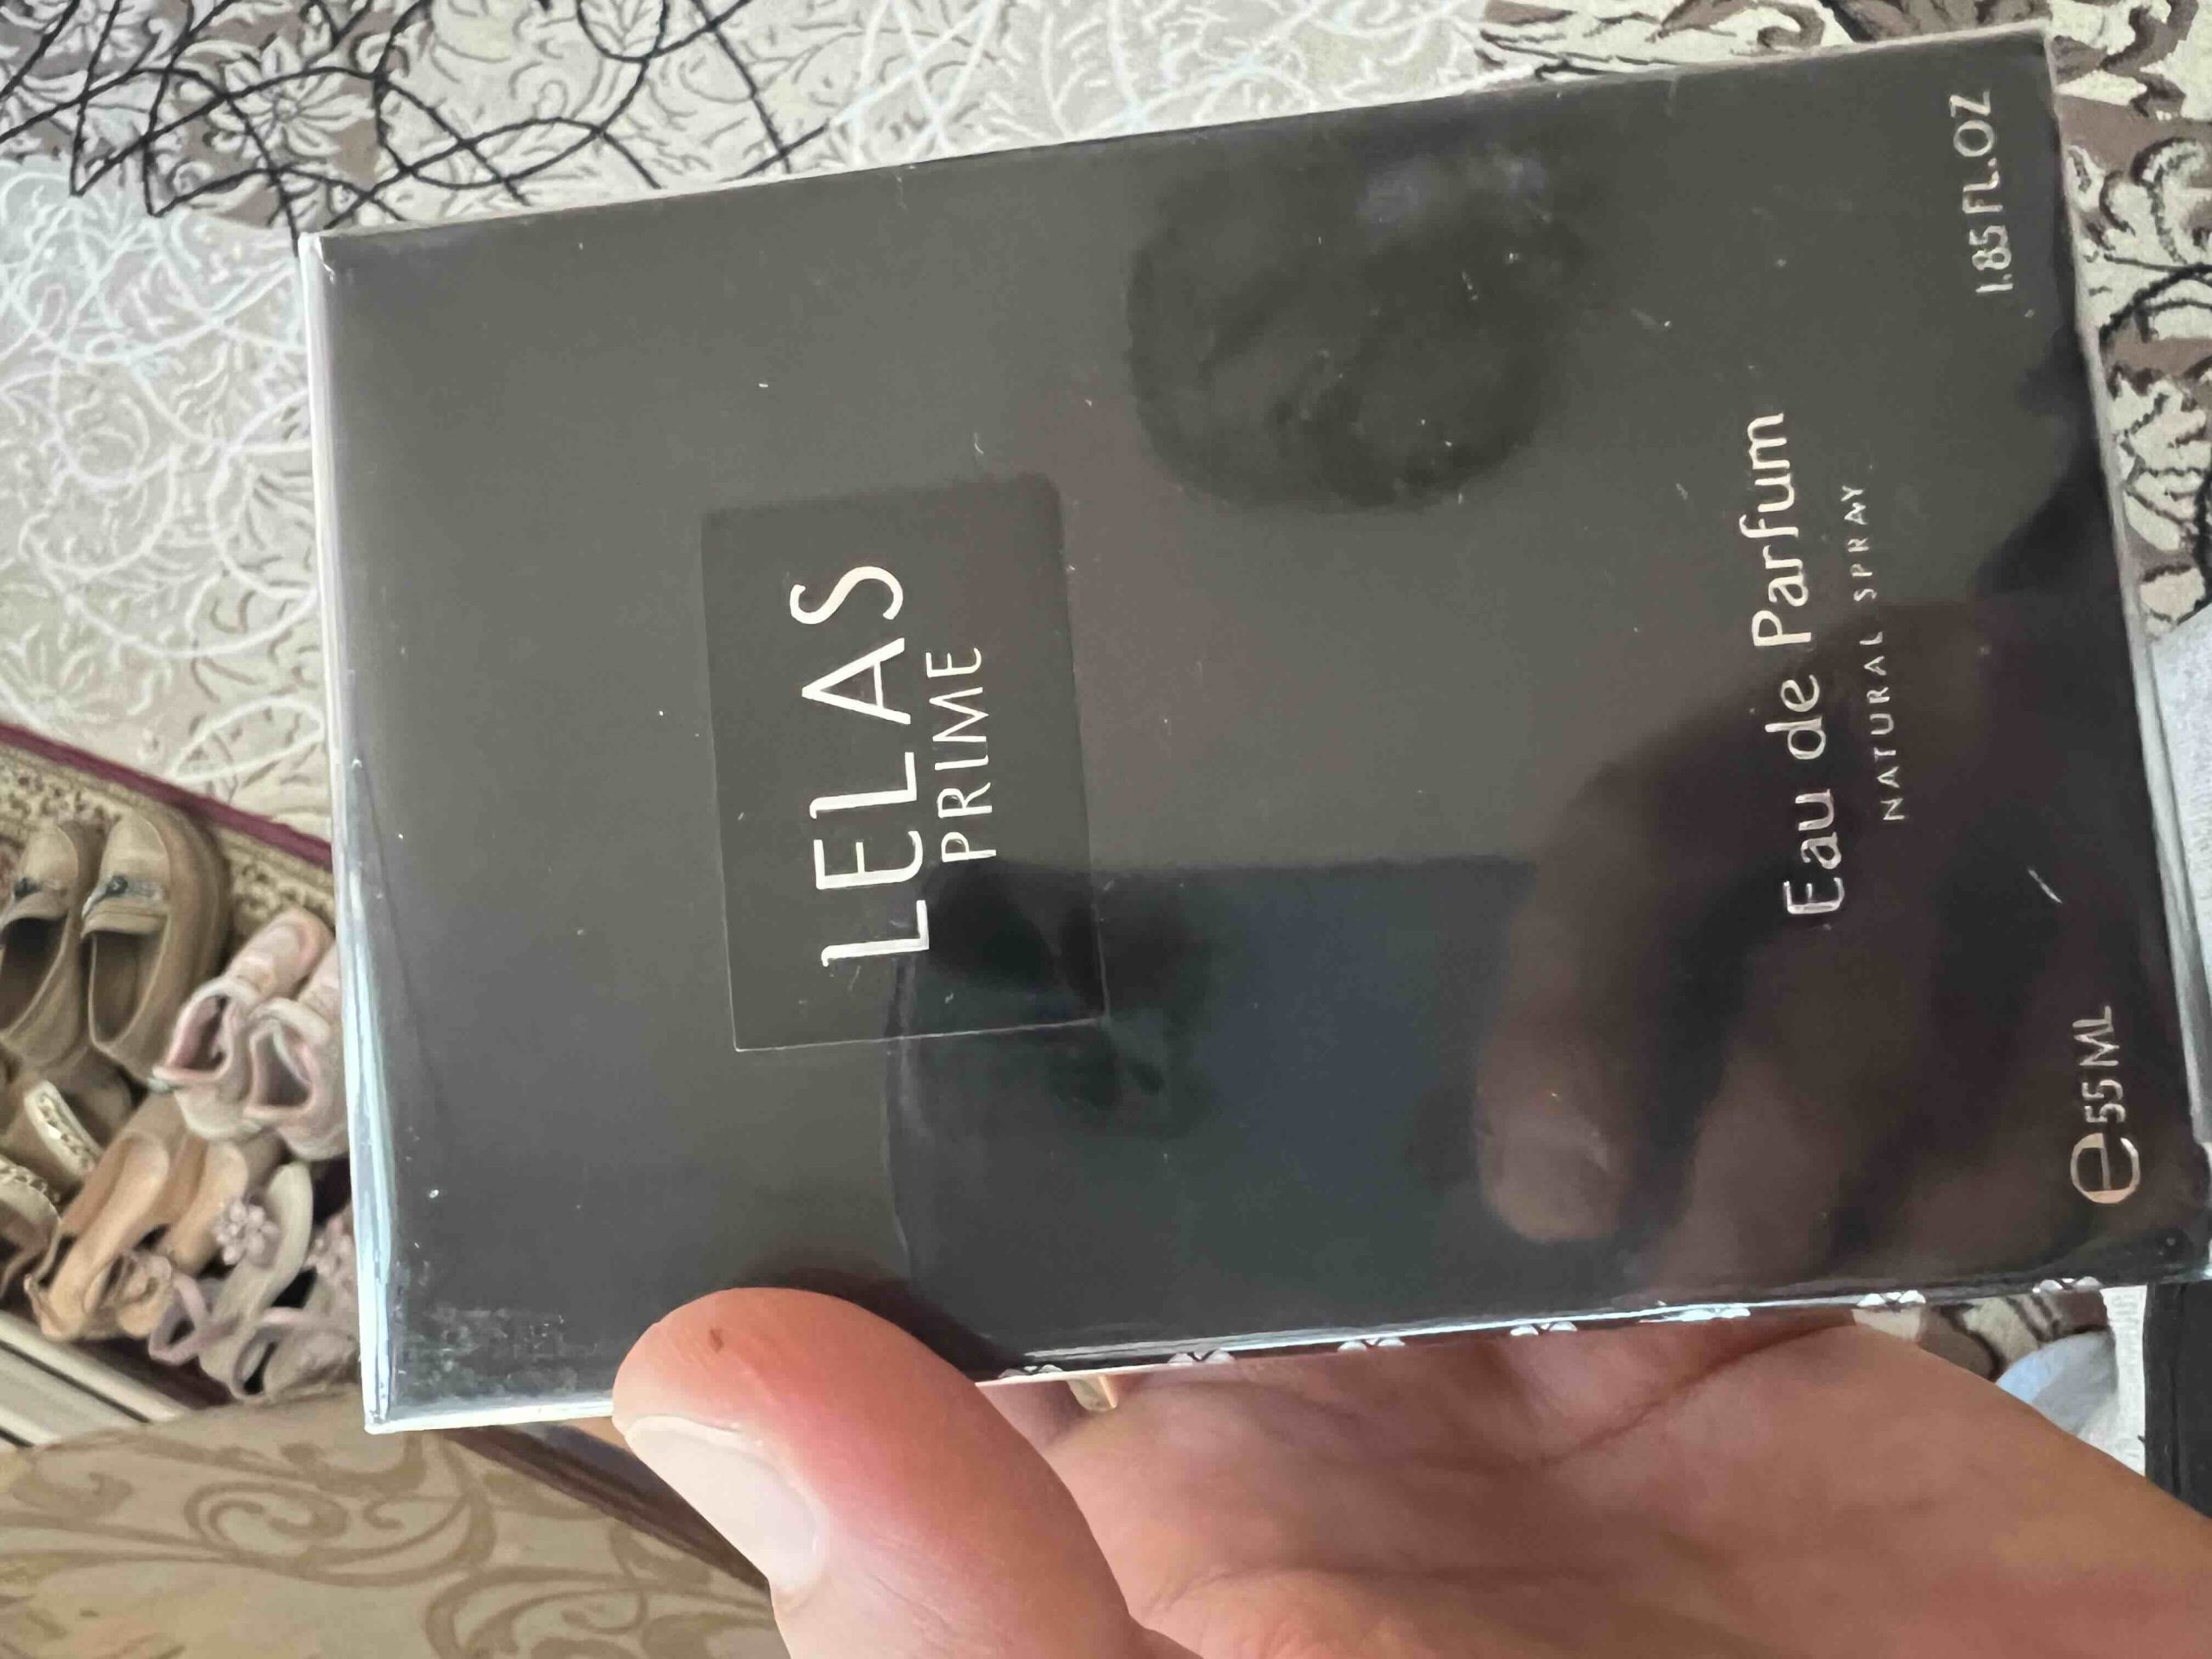 LELAS
PRIME
Eau de Parfum
NATURAL SPRAY
℮55 ML
1.85 FL.OZ